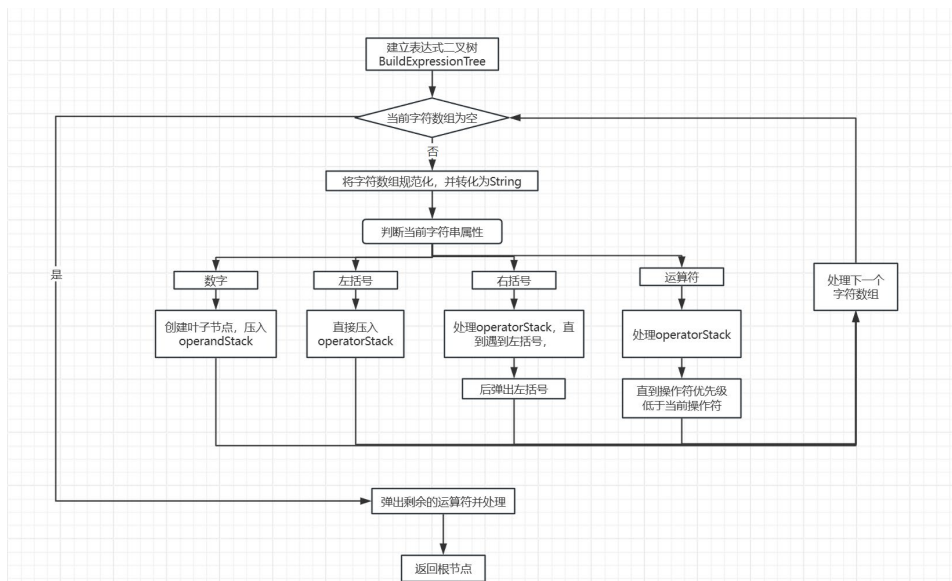 建立表达式二叉树
BuildExpressionTree
当前字符数组为空
否
将字符数组规范化，并转化为String
判断当前字符串属性
是
数字
左括号
右括号
运算符
处理下一个
字符数组
创建叶子节点，压入
operandStack
直接压入
operatorStack
处理operatorStack，直
到遇到左括号，
处理operatorStack
后弹出左括号
直到操作符优先级
低于当前操作符
弹出剩余的运算符并处理
返回根节点